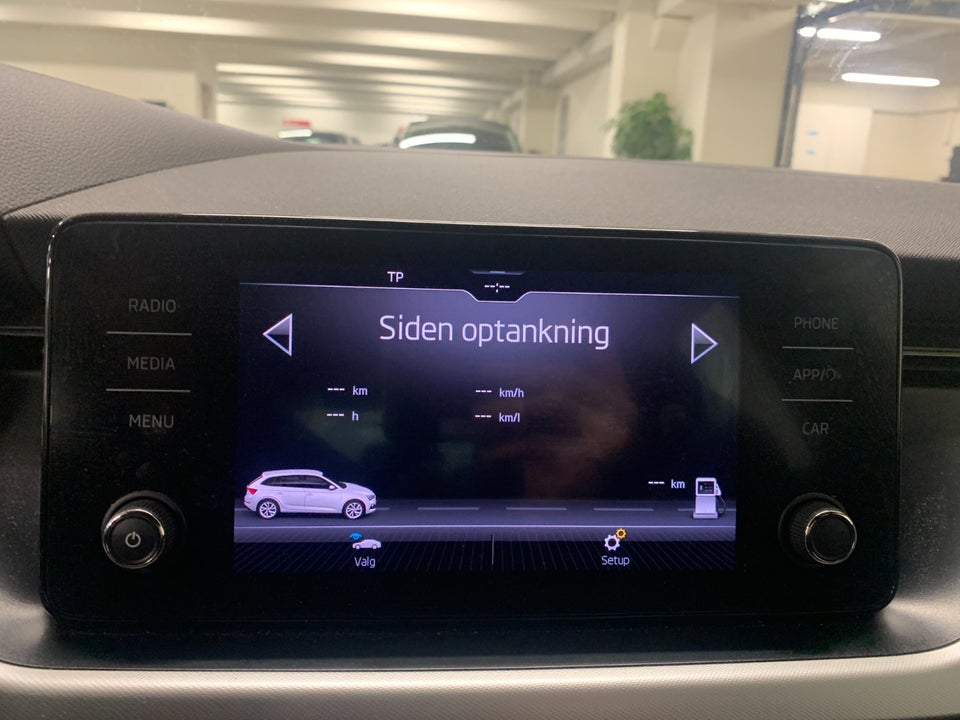 TP
--:--
Siden optankning
--- km
--- km/h
--- h
--- km/l
--- km
Valg
Setup
RADIO
MEDIA
MENU
PHONE
APP/
CAR